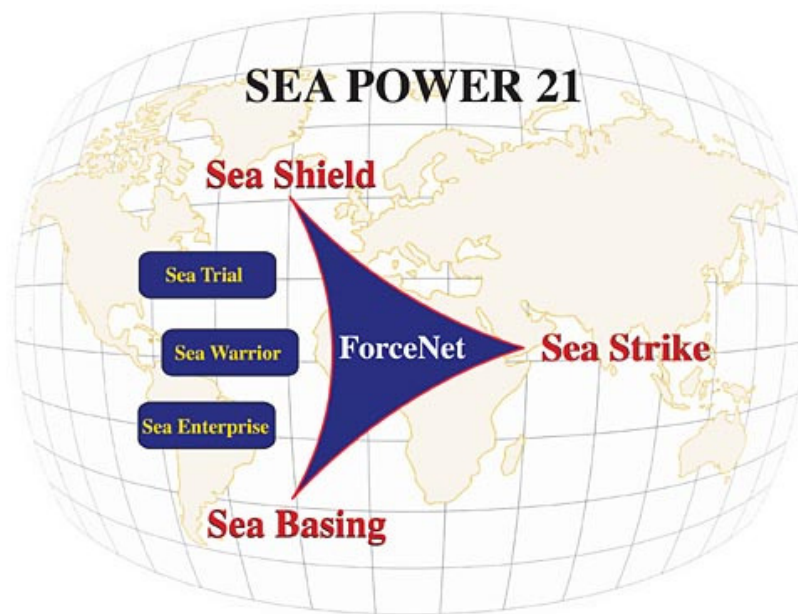 SEA POWER 21
Sea Shield
Sea Trial
Sea Warrior
ForceNet
Sea Strike
Sea Enterprise
Sea Basing